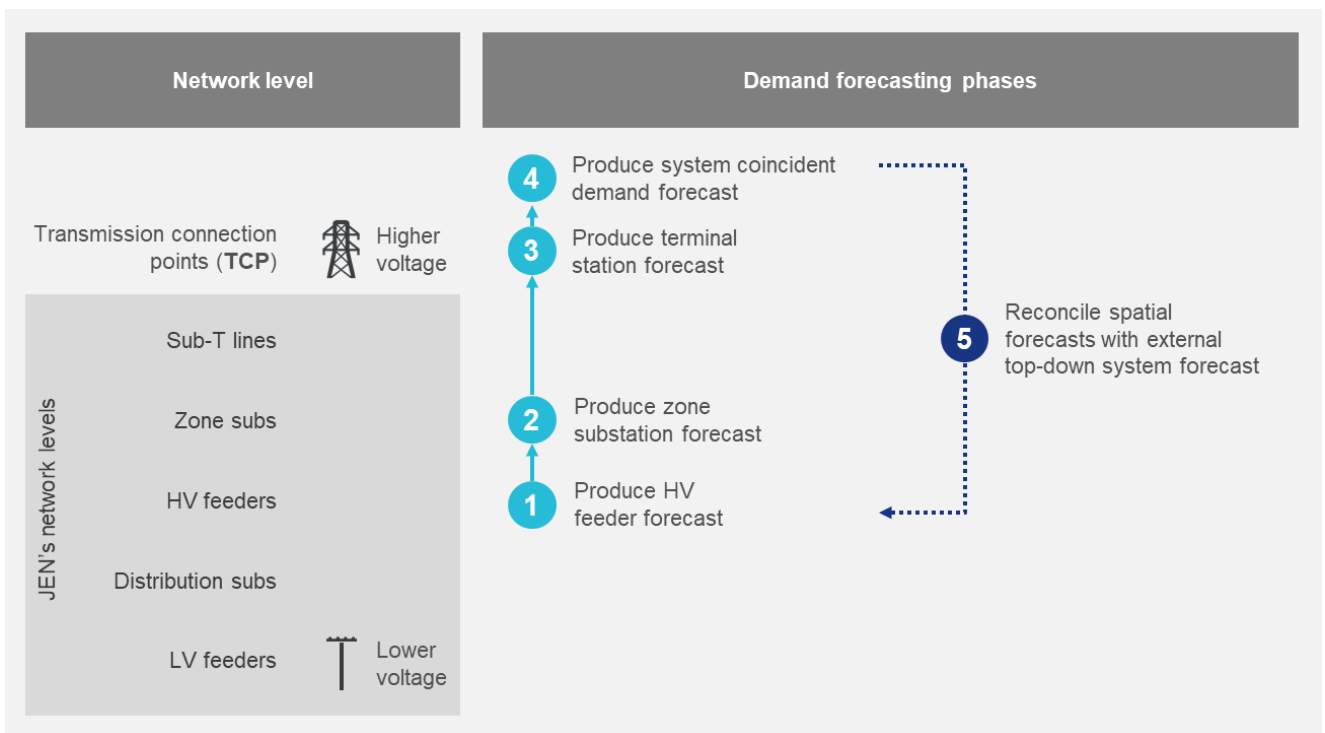 Network level
Demand forecasting phases
Transmission connection
points (TCP)
Higher
voltage
JEN's network levels
Sub-T lines
Zone subs
HV feeders
Distribution subs
LV feeders
Lower
voltage
4
Produce system coincident
demand forecast
3
Produce terminal
station forecast
2
Produce zone
substation forecast
1
Produce HV
feeder forecast
5
Reconcile spatial
forecasts with external
top-down system forecast